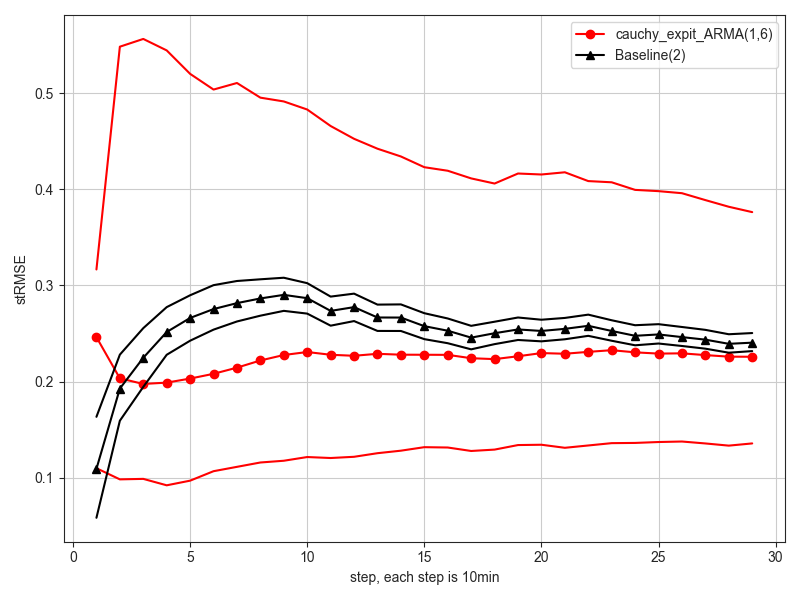 cauchy_expit_ARMA(1,6)
Baseline(2)
stRMSE
0.5
0.4
0.3
0.2
0.1
0 5 10 15 20 25 30
step, each step is 10min